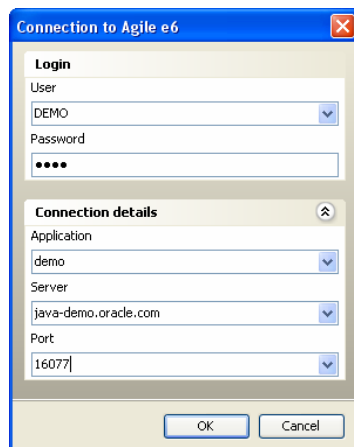 Connection to Agile e6
Login
User
DEMO
Password
••••
Connection details
Application
demo
Server
java-demo.oracle.com
Port
16077
OK Cancel